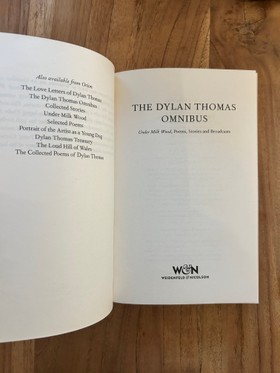 Also available from Orion
The Love Letters of Dylan Thomas
The Dylan Thomas Omnibus
Collected Stories
Under Milk Wood
Selected Poems
Portrait of the Artist as a Young Dog
Dylan Thomas Treasury
The Loud Hill of Wales
The Collected Poems of Dylan Thomas
THE DYLAN THOMAS
OMNIBUS
Under Milk Wood, Poems, Stories and Broadcasts
W&N
WEIDENFELD & NICOLSON